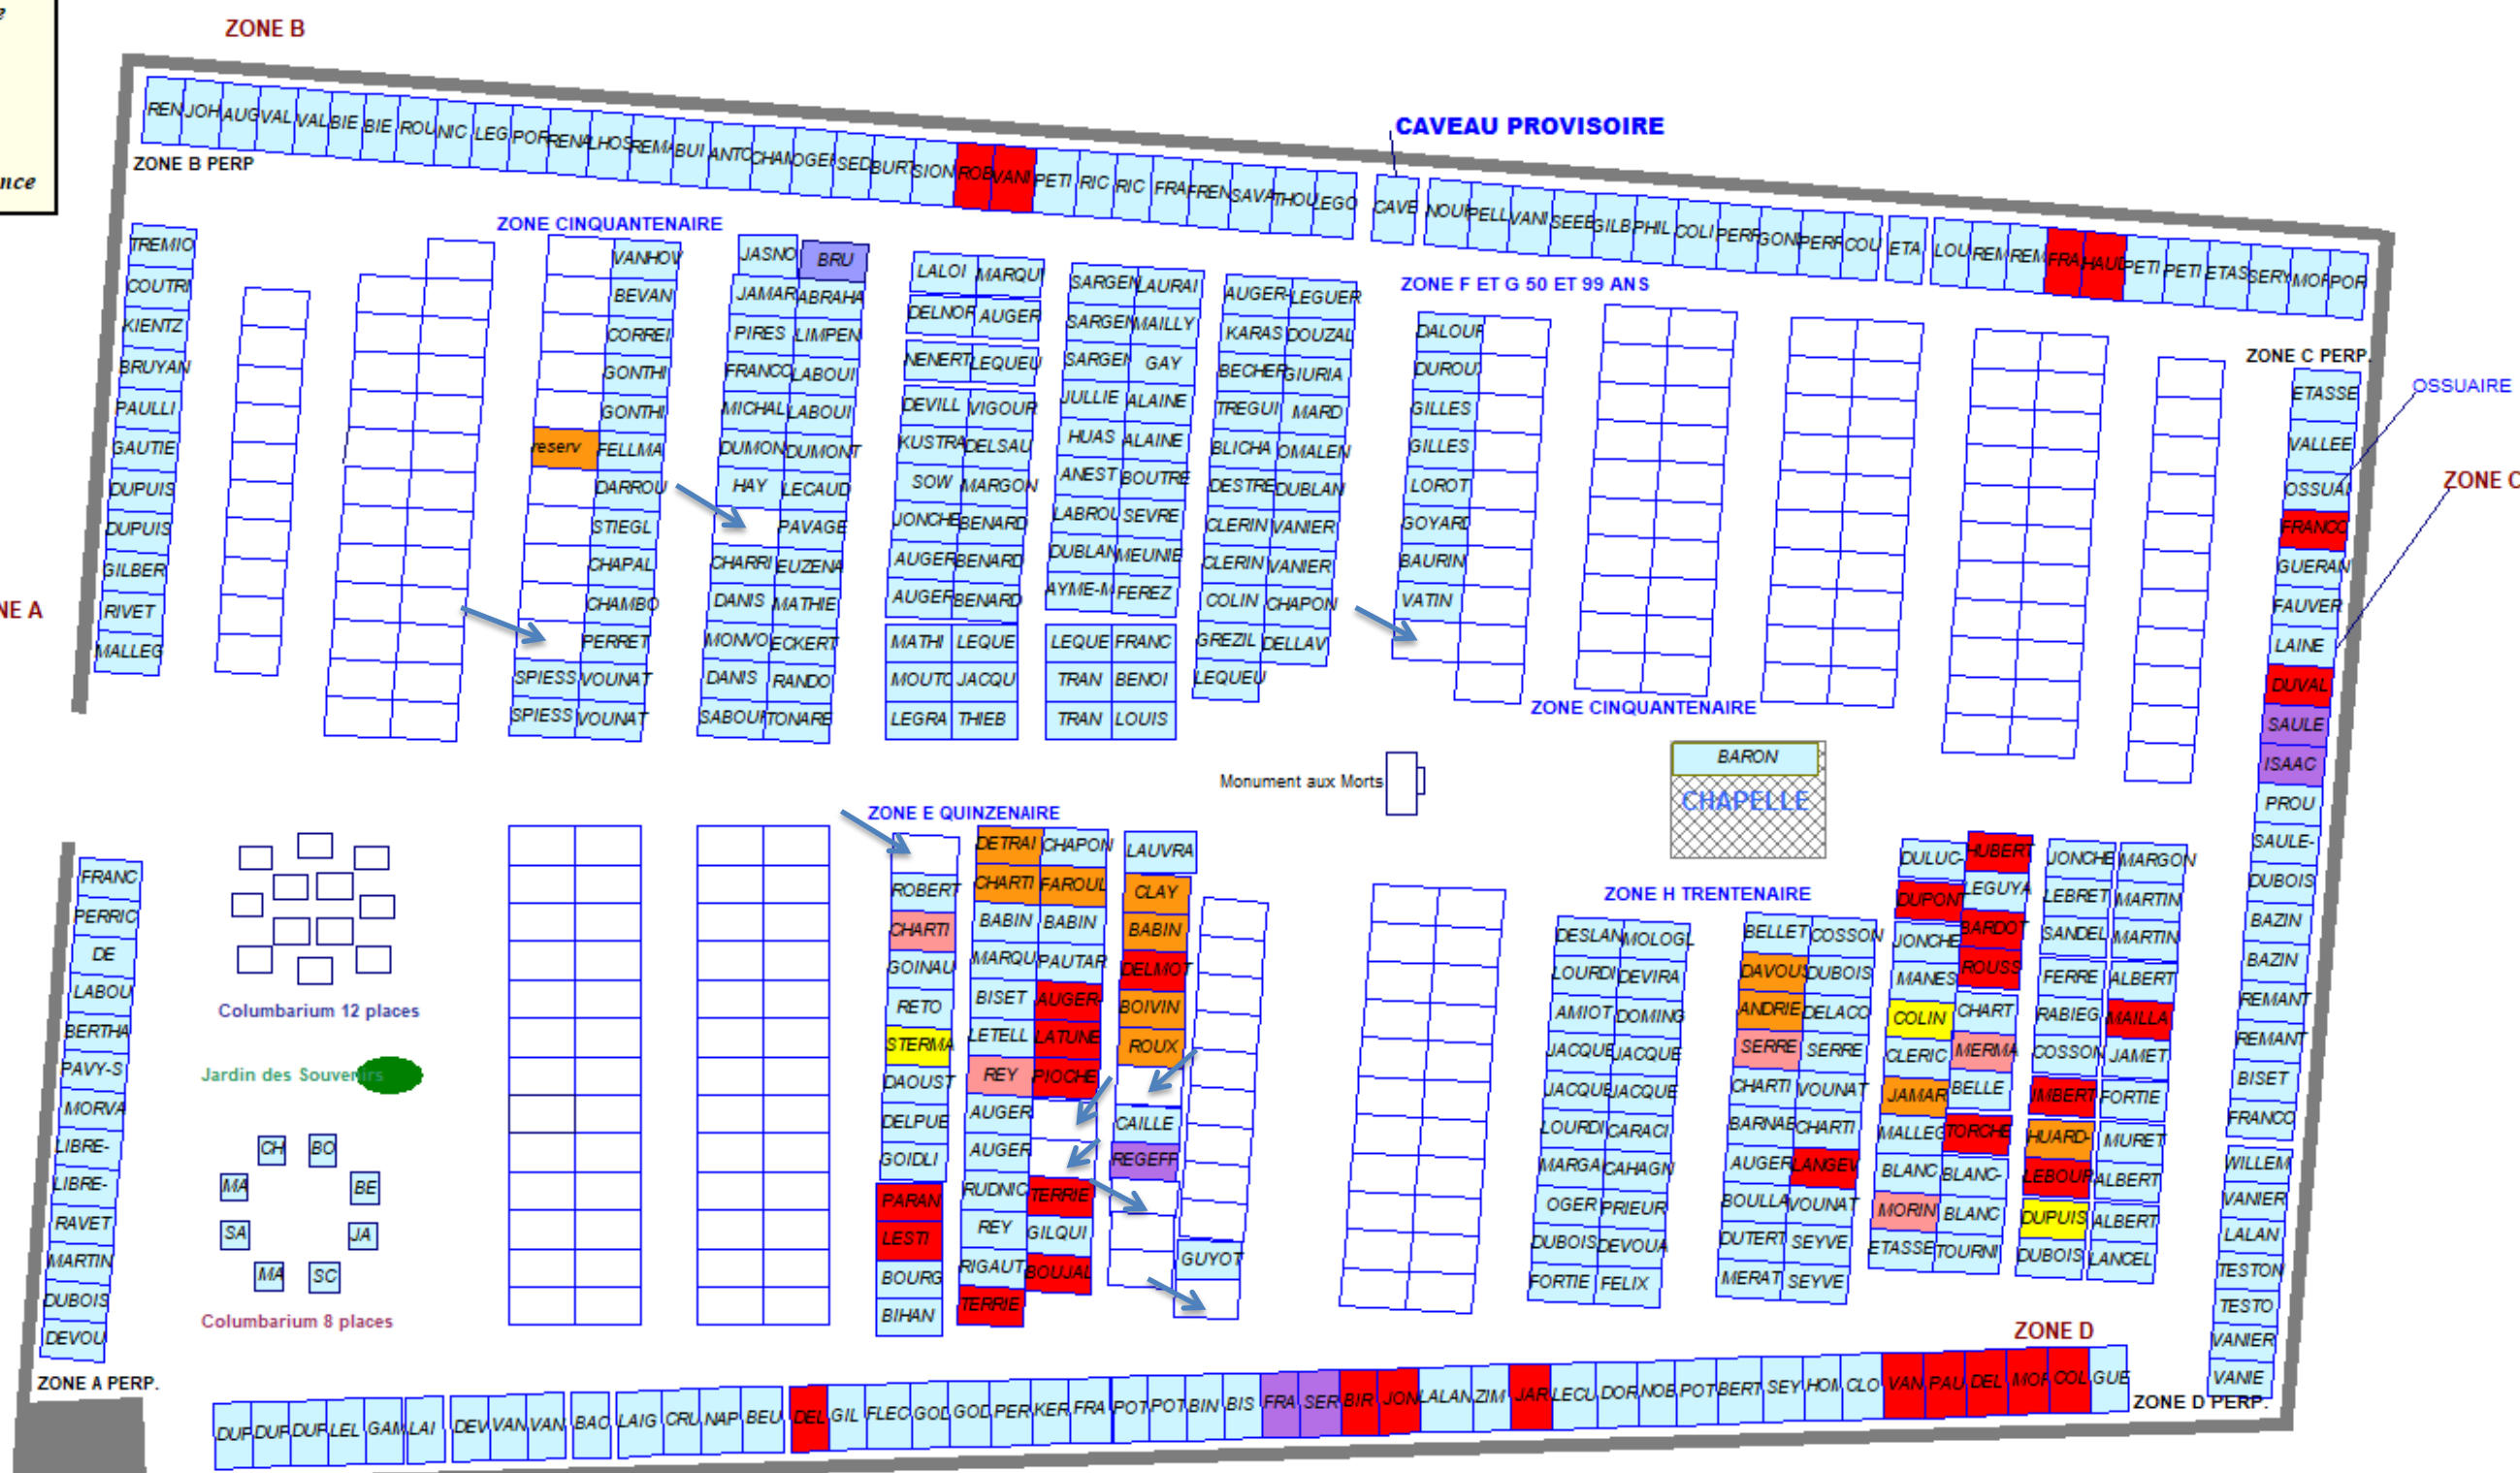 ZONE B
nce
CAVEAU PROVISOIRE
REN JOH AUG VAL VAL BIE BIE ROU NIC LEG POR RENA LHOS REMA BUI ANTO CHAN OGER SED BURT SION ROB VANI PETI RIC RIC FRA FREN SAVA THOU LEGO CAVE NOUR PELL VANI SEEB GILB PHIL COLI PERR GON PERR COU ETA LOU REM REM FRA HAUD PETI PETI ETAS SERY MOR POR
ZONE B PERP
ZONE CINQUANTENAIRE
ZONE F ET G 50 ET 99 ANS
ZONE C PERP.
OSSUAIRE
ZONE C
NE A
TREMIO
COUTRI
KIENTZ
BRUYAN
PAULLI
GAUTIE
DUPUIS
DUPUIS
GILBER
RIVET
MALLEG
reserv
SPIESS
SPIESS
VANHOV
BEVAN
CORREI
GONTHI
GONTHI
FELLMA
DARROU
STIEGL
CHAPAL
CHAMBO
PERRET
VOUNAT
VOUNAT
JASNO BRU
JAMAR ABRAHA
PIRES LIMPEN
FRANCO LABOUI
MICHAL LABOUI
DUMON DUMONT
HAY LECAUD
PAVAGE
CHARRI EUZENA
DANIS MATHIE
MONVO ECKERT
DANIS RANDO
SABOUR TONARE
LALOI MARQUI
DELNOR AUGER
NENERT LEQUEU
DEVILL VIGOUR
KUSTRA DELSAU
SOW MARGON
JONCHE BENARD
AUGER BENARD
AUGER BENARD
MATHI LEQUE
MOUTO JACQU
LEGRA THIEB
SARGEN LAURAI
SARGEN MAILLY
SARGEN GAY
JULLIE ALAINE
HUAS ALAINE
ANEST BOUTRE
LABROU SEVRE
DUBLAN MEUNIE
AYME-M FEREZ
LEQUE FRANC
TRAN BENOI
TRAN LOUIS
AUGER- LEGUER
KARAS DOUZAL
BECHER GIURIA
TREGUI MARD
BLICHA OMALEN
DESTRE DUBLAN
CLERIN VANIER
CLERIN VANIER
COLIN CHAPON
GREZIL DELLAV
LEQUEU
DALOUR
DUROU
GILLES
GILLES
LOROT
GOYARD
BAURIN
VATIN
ZONE CINQUANTENAIRE
Monument aux Morts
BARON
CHAPELLE
ETASSE
VALLEE
OSSUAI
FRANCO
GUERAN
FAUVER
LAINE
DUVAL
SAULE
ISAAC
PROU
SAULE-
DUBOIS
BAZIN
BAZIN
REMANT
REMANT
BISET
FRANCO
WILLEM
VANIER
LALAN
TESTON
TESTO
VANIER
VANIE
FRANC
PERRIC
DE
LABOU
BERTHA
PAVY-S
MORVA
LIBRE-
LIBRE-
RAVET
MARTIN
DUBOIS
DEVOU
ZONE A PERP.
Columbarium 12 places
Jardin des Souvenirs
CH BO
MA BE
SA JA
MA SC
Columbarium 8 places
ZONE E QUINZENAIRE
ROBERT
CHARTI
GOINAU
RETO
STERMA
DAOUST
DELPUE
GOIDLI
PARAN
LESTI
BOURG
BIHAN
DETRAI CHAPON
CHARTI FAROUL
BABIN BABIN
MARQU PAUTAR
BISET AUGER
LETELL LATUNE
REY PIOCHE
AUGER
AUGER
RUDNIC TERRIE
REY GILQUI
RIGAUT BOUJAL
TERRIE
LAUVRA
CLAY
BABIN
DELMOT
BOIVIN
ROUX
CAILLE
REGEFF
GUYOT
ZONE H TRENTENAIRE
DESLAN MOLOGL
LOURDI DEVIRA
AMIOT DOMING
JACQUE JACQUE
JACQUE JACQUE
LOURDI CARACI
MARGA CAHAGN
OGER PRIEUR
DUBOIS DEVOUA
FORTIE FELIX
BELLET COSSON
DAVOUS DUBOIS
ANDRIE DELACO
SERRE SERRE
CHARTI VOUNAT
BARNAB CHARTI
AUGER LANGEV
BOULLA VOUNAT
DUTERT SEYVE
MERAT SEYVE
DULUC- HUBERT
DUPONT LEGUYA
JONCHE BARDOT
MANES ROUSS
COLIN CHART
CLERIC MERMA
JAMAR BELLE
MALLEG TORCHE
BLANC BLANC-
MORIN BLANC
ETASSE TOURNI
JONCHE MARGON
LEBRET MARTIN
SANDEL MARTIN
FERRE ALBERT
RABIEG MAILLA
COSSON JAMET
IMBERT FORTIE
HUARD- MURET
LEBOUR ALBERT
DUPUIS ALBERT
DUBOIS LANCEL
ZONE D
ZONE D PERP.
DUF DUF DUF LEL GAM LAI DEV VAN VAN BAC LAIG CRU NAP BEU DEL GIL FLEC GOD GOD PER KER FRA POT POT BIN BIS FRA SER BIR JON LALAN ZIM JAR LECU DOR NOB POT BERT SEY HOM CLO VAN PAU DEL MOR COL GUE